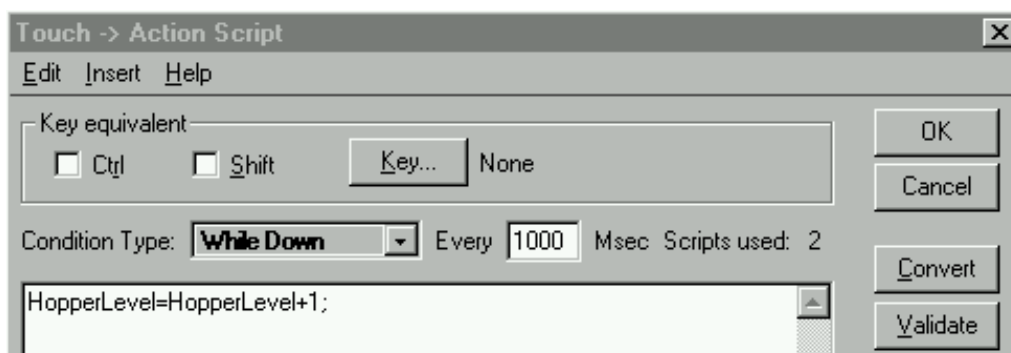 Touch -> Action Script
Edit Insert Help
Key equivalent
Ctrl Shift Key... None
OK
Cancel
Condition Type: While Down Every 1000 Msec Scripts used: 2
Convert
HopperLevel=HopperLevel+1;
Validate